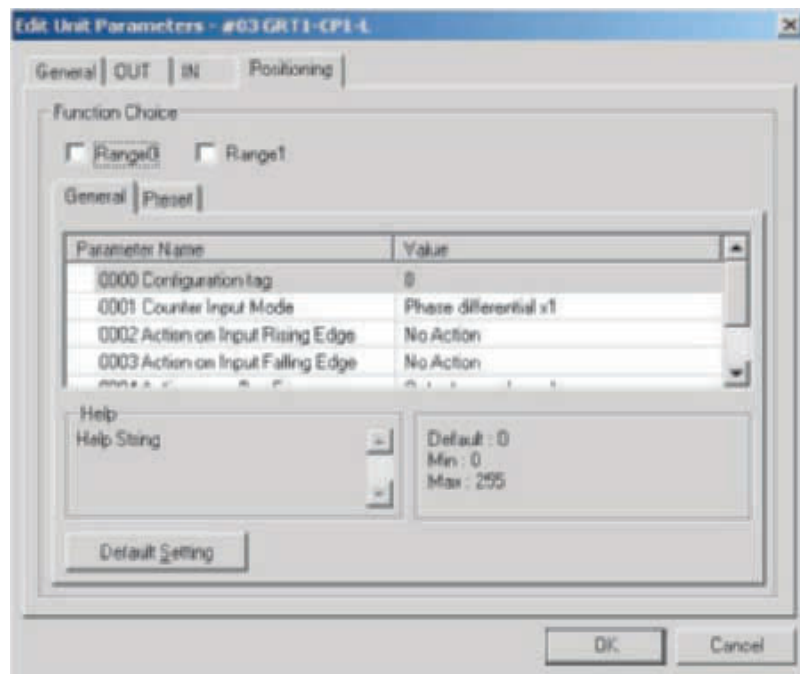 Edit Unit Parameters - #03 GRT1-CP1-L
General OUT IN Positioning
Function Choice
Range0 Range1
General Preset
Parameter Name Value
0000 Configuration tag 0
0001 Counter Input Mode Phase differential x1
0002 Action on Input Rising Edge No Action
0003 Action on Input Falling Edge No Action
Help
Help String
Default : 0
Min : 0
Max : 255
Default Setting
OK Cancel